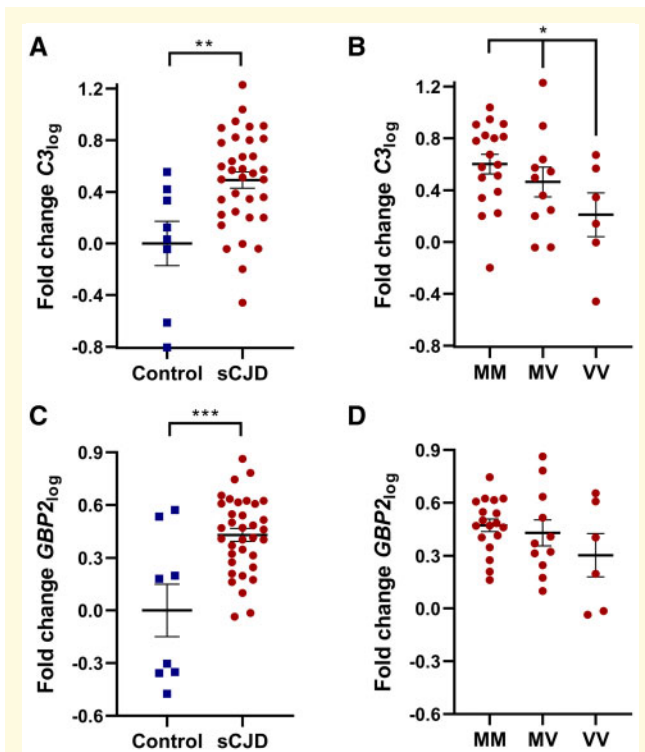 A
**
Fold change C3log
1.2
0.8
0.4
0.0
-0.4
-0.8
Control sCJD
B
*
Fold change C3log
1.2
0.8
0.4
0.0
-0.4
-0.8
MM MV VV
C
***
Fold change GBP2log
0.9
0.6
0.3
0.0
-0.3
-0.6
Control sCJD
D
Fold change GBP2log
0.9
0.6
0.3
0.0
-0.3
-0.6
MM MV VV